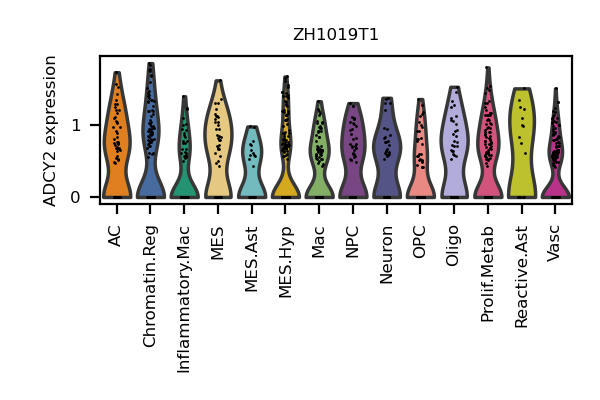 ZH1019T1
ADCY2 expression
1
0
AC
Chromatin.Reg
Inflammatory.Mac
MES
MES.Ast
MES.Hyp
Mac
NPC
Neuron
OPC
Oligo
Prolif.Metab
Reactive.Ast
Vasc